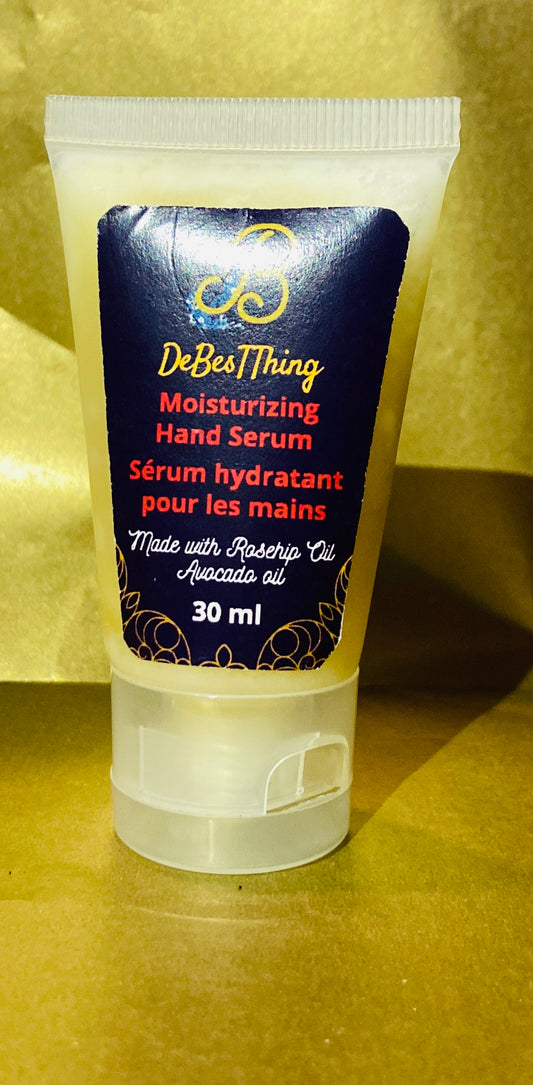 B
DeBesTThing
Moisturizing
Hand Serum
Sérum hydratant
pour les mains
Made with Rosehip Oil
Avocado oil
30 ml